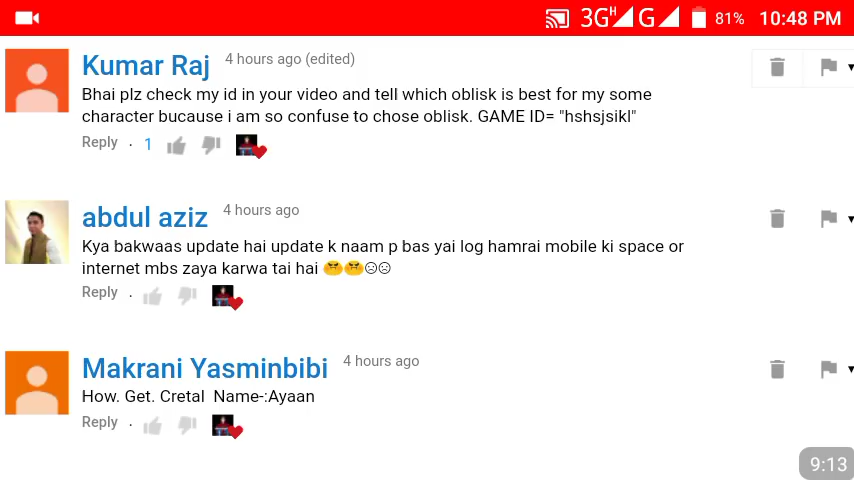 3G H G 81% 10:48 PM
Kumar Raj 4 hours ago (edited)
Bhai plz check my id in your video and tell which oblisk is best for my some
character bucause i am so confuse to chose oblisk. GAME ID= "hshsjsikl"
Reply . 1
abdul aziz 4 hours ago
Kya bakwaas update hai update k naam p bas yai log hamrai mobile ki space or
internet mbs zaya karwa tai hai 😡😡☹☹
Reply .
Makrani Yasminbibi 4 hours ago
How. Get. Cretal  Name-:Ayaan
Reply .
9:13